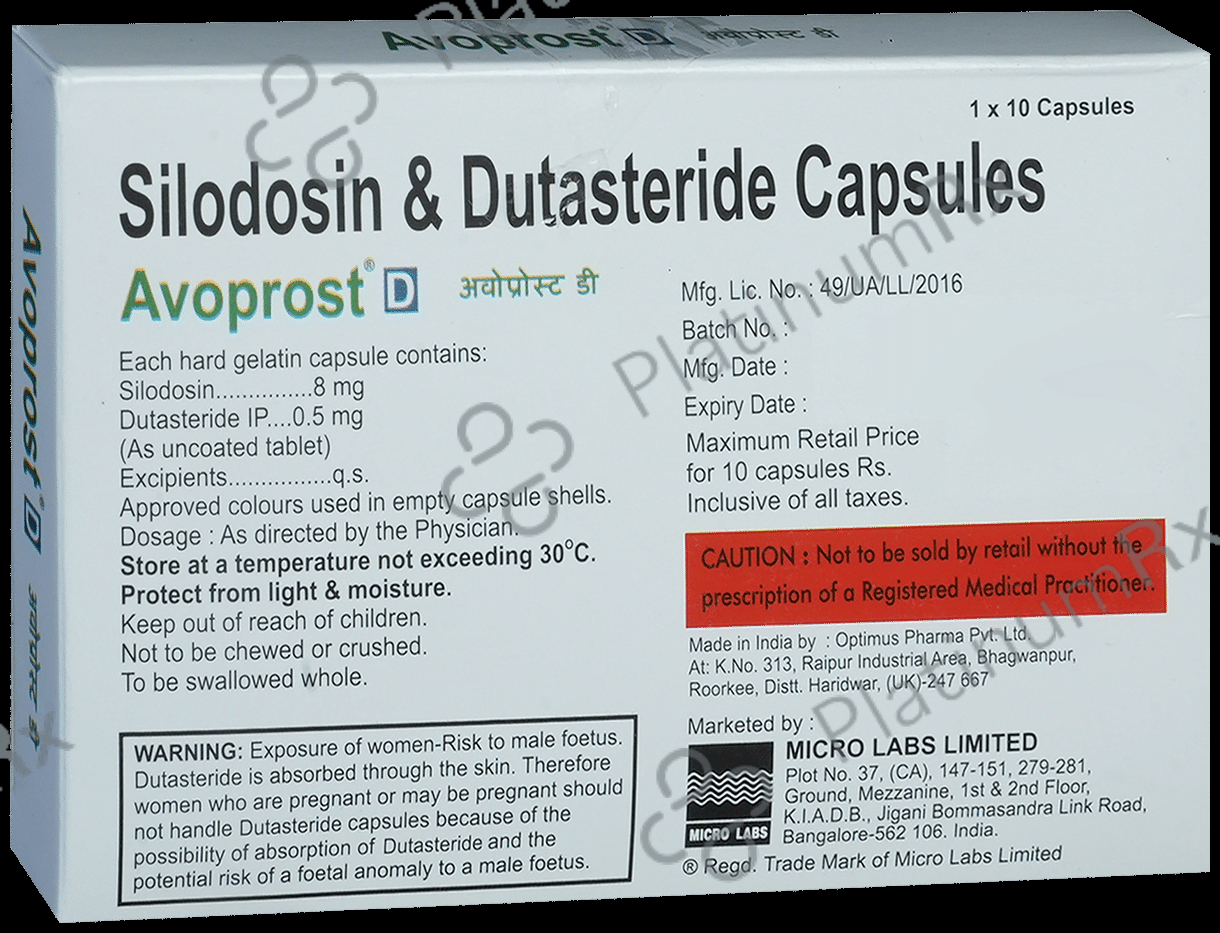 Avoprost® D अवोप्रोस्ट डी
1 x 10 Capsules
Silodosin & Dutasteride Capsules
Avoprost® D अवोप्रोस्ट डी
Each hard gelatin capsule contains:
Silodosin...............8 mg
Dutasteride IP....0.5 mg
(As uncoated tablet)
Excipients................q.s.
Approved colours used in empty capsule shells.
Dosage : As directed by the Physician.
Store at a temperature not exceeding 30°C.
Protect from light & moisture.
Keep out of reach of children.
Not to be chewed or crushed.
To be swallowed whole.
WARNING: Exposure of women-Risk to male foetus.
Dutasteride is absorbed through the skin. Therefore
women who are pregnant or may be pregnant should
not handle Dutasteride capsules because of the
possibility of absorption of Dutasteride and the
potential risk of a foetal anomaly to a male foetus.
Mfg. Lic. No. : 49/UA/LL/2016
Batch No. :
Mfg. Date :
Expiry Date :
Maximum Retail Price
for 10 capsules Rs.
Inclusive of all taxes.
CAUTION : Not to be sold by retail without the
prescription of a Registered Medical Practitioner.
Made in India by : Optimus Pharma Pvt. Ltd.
At: K.No. 313, Raipur Industrial Area, Bhagwanpur,
Roorkee, Distt. Haridwar, (UK)-247 667
Marketed by :
MICRO LABS LIMITED
Plot No. 37, (CA), 147-151, 279-281,
Ground, Mezzanine, 1st & 2nd Floor,
K.I.A.D.B., Jigani Bommasandra Link Road,
Bangalore-562 106. India.
MICRO LABS
® Regd. Trade Mark of Micro Labs Limited
Avoprost® D अवोप्रोस्ट डी
PlatinumRx
PlatinumRx